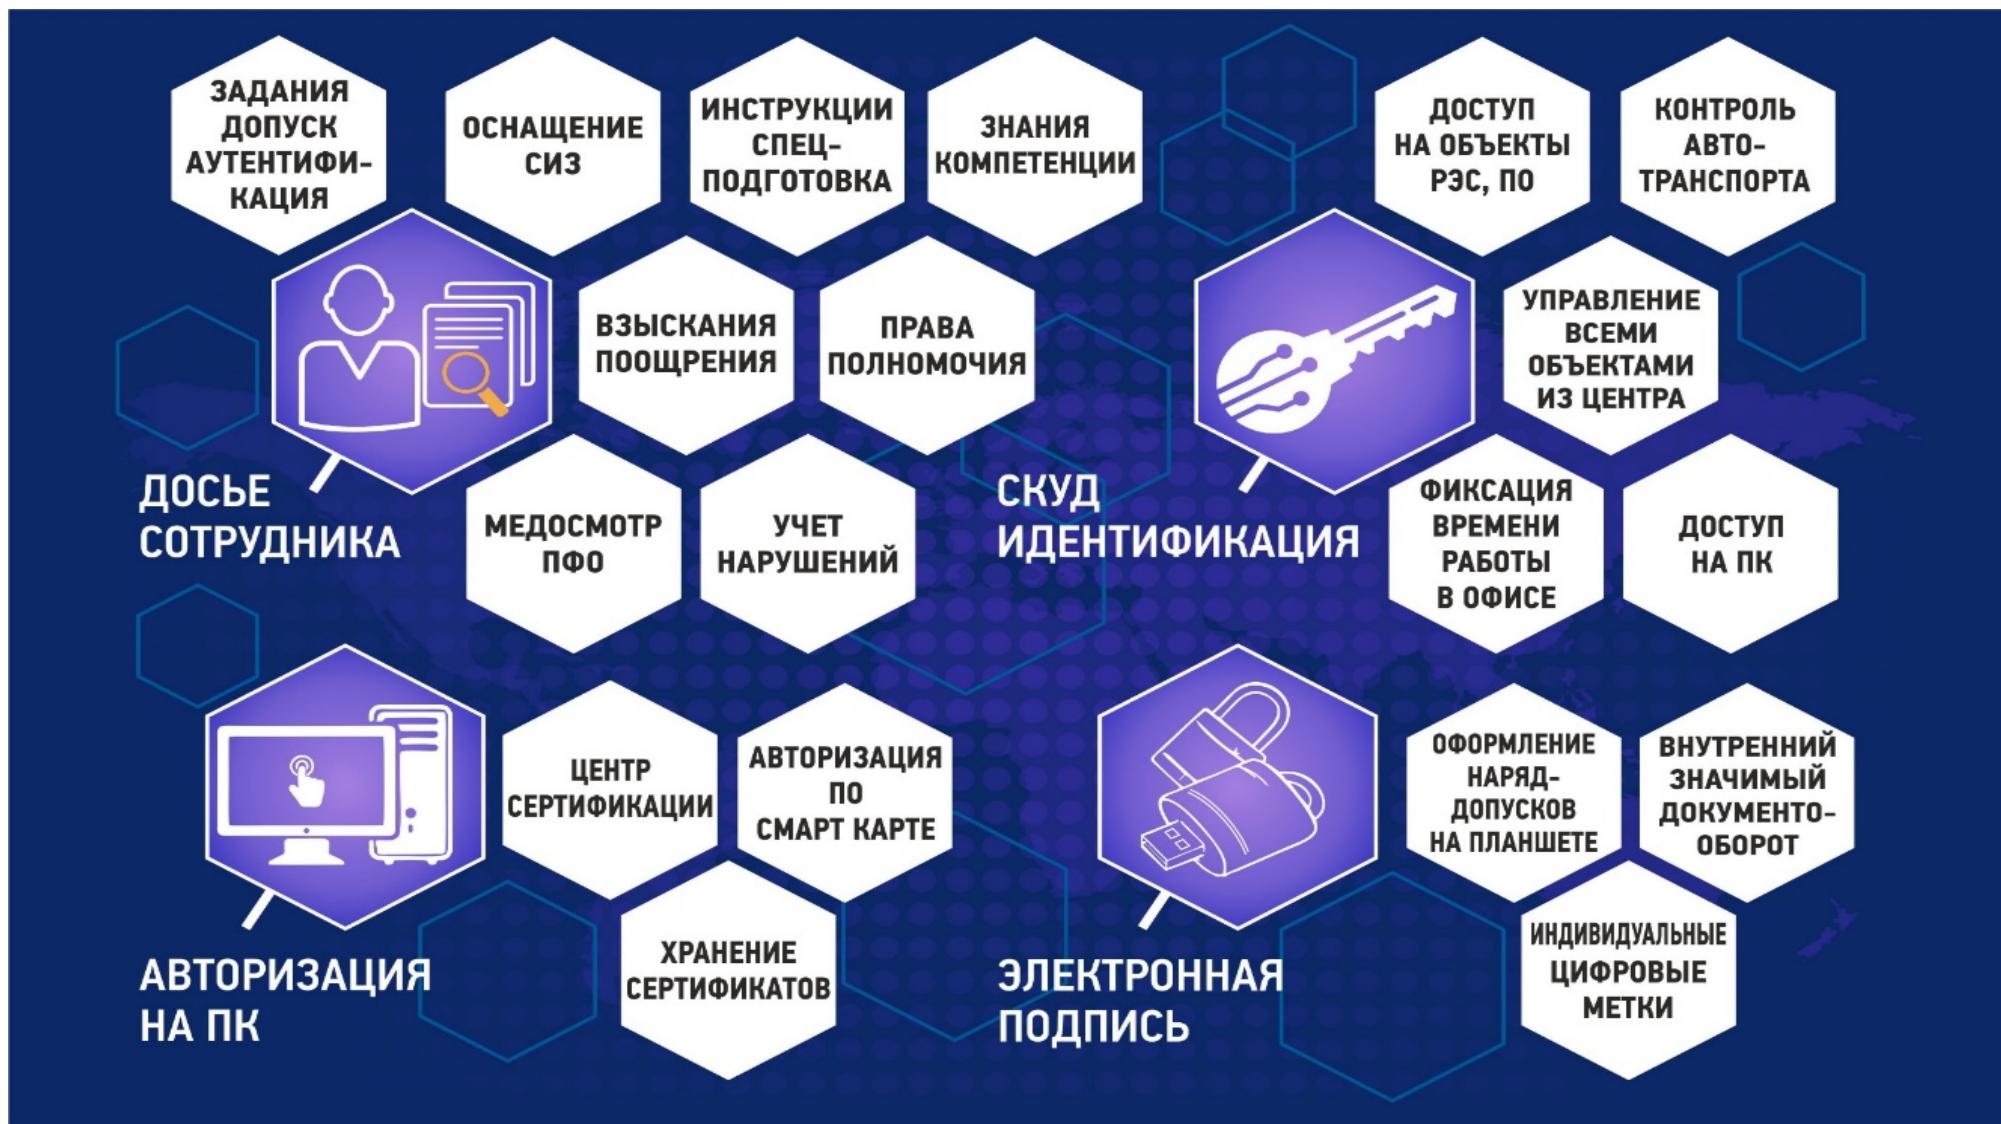 ЗАДАНИЯ
ДОПУСК
АУТЕНТИФИ-
КАЦИЯ
ОСНАЩЕНИЕ
СИЗ
ИНСТРУКЦИИ
СПЕЦ-
ПОДГОТОВКА
ЗНАНИЯ
КОМПЕТЕНЦИИ
ВЗЫСКАНИЯ
ПООЩРЕНИЯ
ПРАВА
ПОЛНОМОЧИЯ
ДОСЬЕ
СОТРУДНИКА
МЕДОСМОТР
ПФО
УЧЕТ
НАРУШЕНИЙ
ДОСТУП
НА ОБЪЕКТЫ
РЭС, ПО
КОНТРОЛЬ
АВТО-
ТРАНСПОРТА
УПРАВЛЕНИЕ
ВСЕМИ
ОБЪЕКТАМИ
ИЗ ЦЕНТРА
СКУД
ИДЕНТИФИКАЦИЯ
ФИКСАЦИЯ
ВРЕМЕНИ
РАБОТЫ
В ОФИСЕ
ДОСТУП
НА ПК
ЦЕНТР
СЕРТИФИКАЦИИ
АВТОРИЗАЦИЯ
ПО
СМАРТ КАРТЕ
ХРАНЕНИЕ
СЕРТИФИКАТОВ
АВТОРИЗАЦИЯ
НА ПК
ОФОРМЛЕНИЕ
НАРЯД-
ДОПУСКОВ
НА ПЛАНШЕТЕ
ВНУТРЕННИЙ
ЗНАЧИМЫЙ
ДОКУМЕНТО-
ОБОРОТ
ИНДИВИДУАЛЬНЫЕ
ЦИФРОВЫЕ
МЕТКИ
ЭЛЕКТРОННАЯ
ПОДПИСЬ